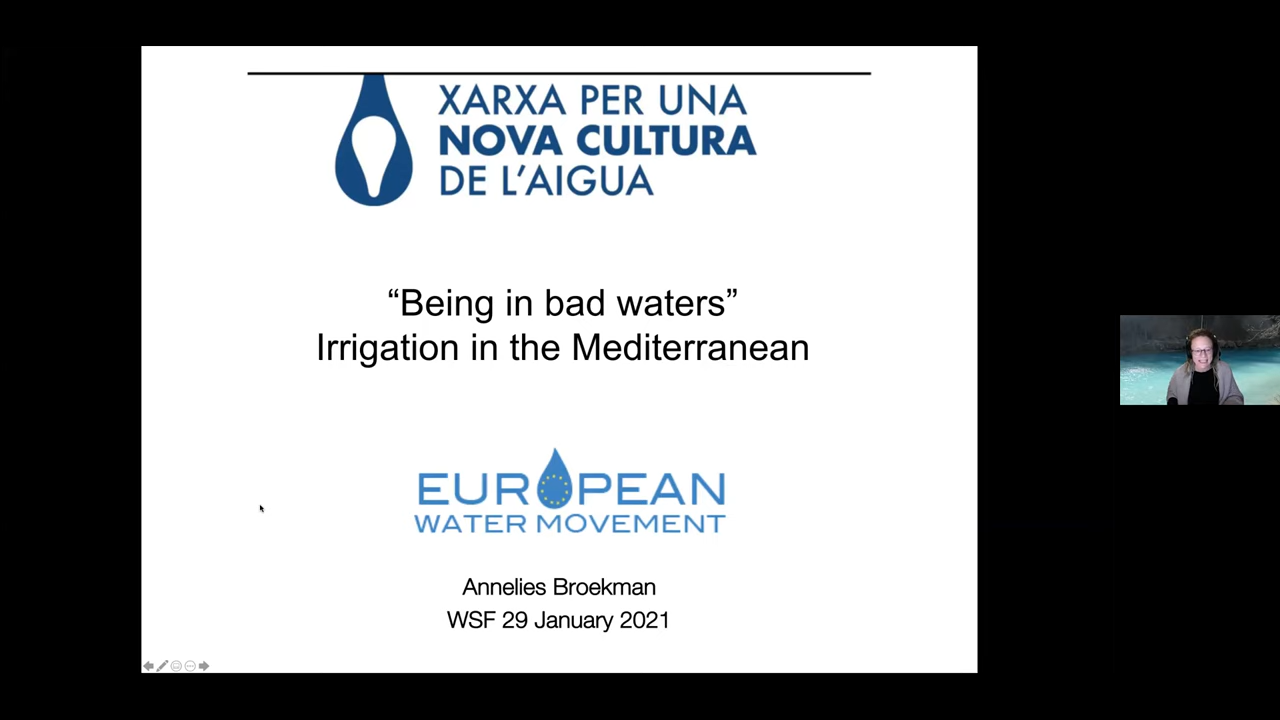 XARXA PER UNA
NOVA CULTURA
DE L'AIGUA
“Being in bad waters”
Irrigation in the Mediterranean
EUROPEAN
WATER MOVEMENT
Annelies Broekman
WSF 29 January 2021